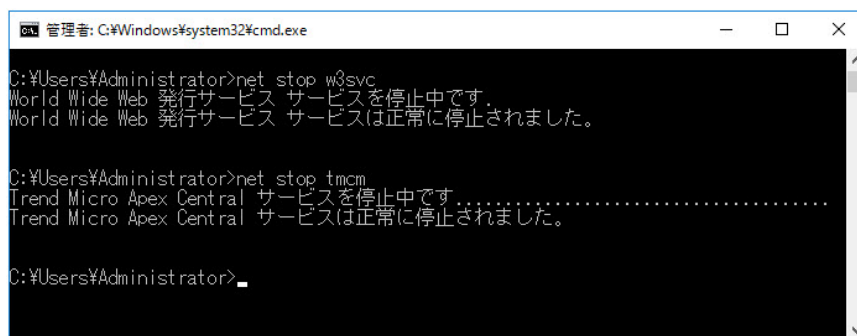 管理者: C:¥Windows¥system32¥cmd.exe
C:¥Users¥Administrator>net stop w3svc
World Wide Web 発行サービス サービスを停止中です.
World Wide Web 発行サービス サービスは正常に停止されました。
C:¥Users¥Administrator>net stop tmcm
Trend Micro Apex Central サービスを停止中です......................................
Trend Micro Apex Central サービスは正常に停止されました。
C:¥Users¥Administrator>